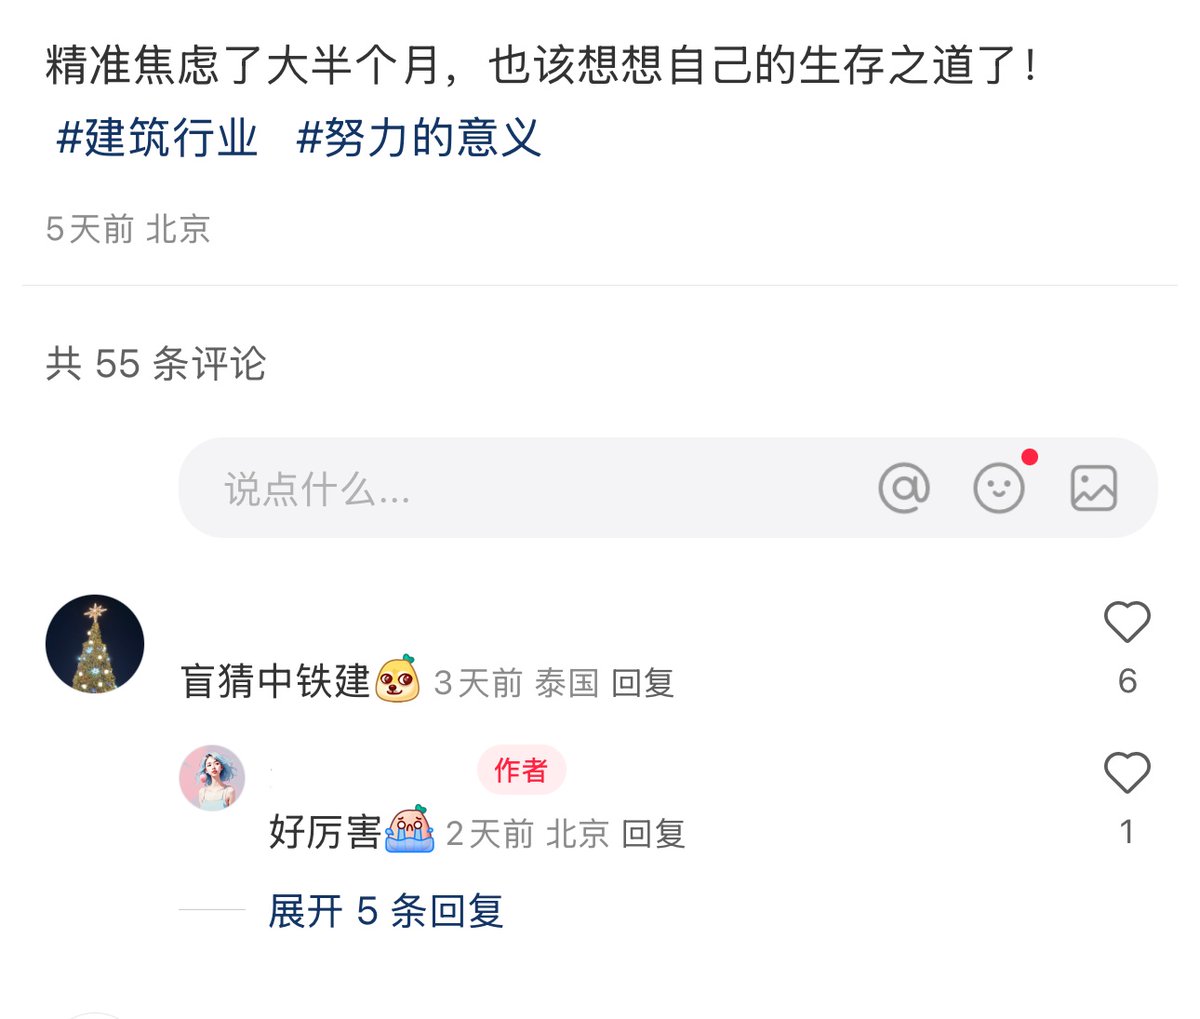 精准焦虑了大半个月，也该想想自己的生存之道了！
#建筑行业 #努力的意义
5天前 北京
共 55 条评论
说点什么...
盲猜中铁建 3天前 泰国 回复
6
作者
好厉害 2天前 北京 回复
1
展开 5 条回复